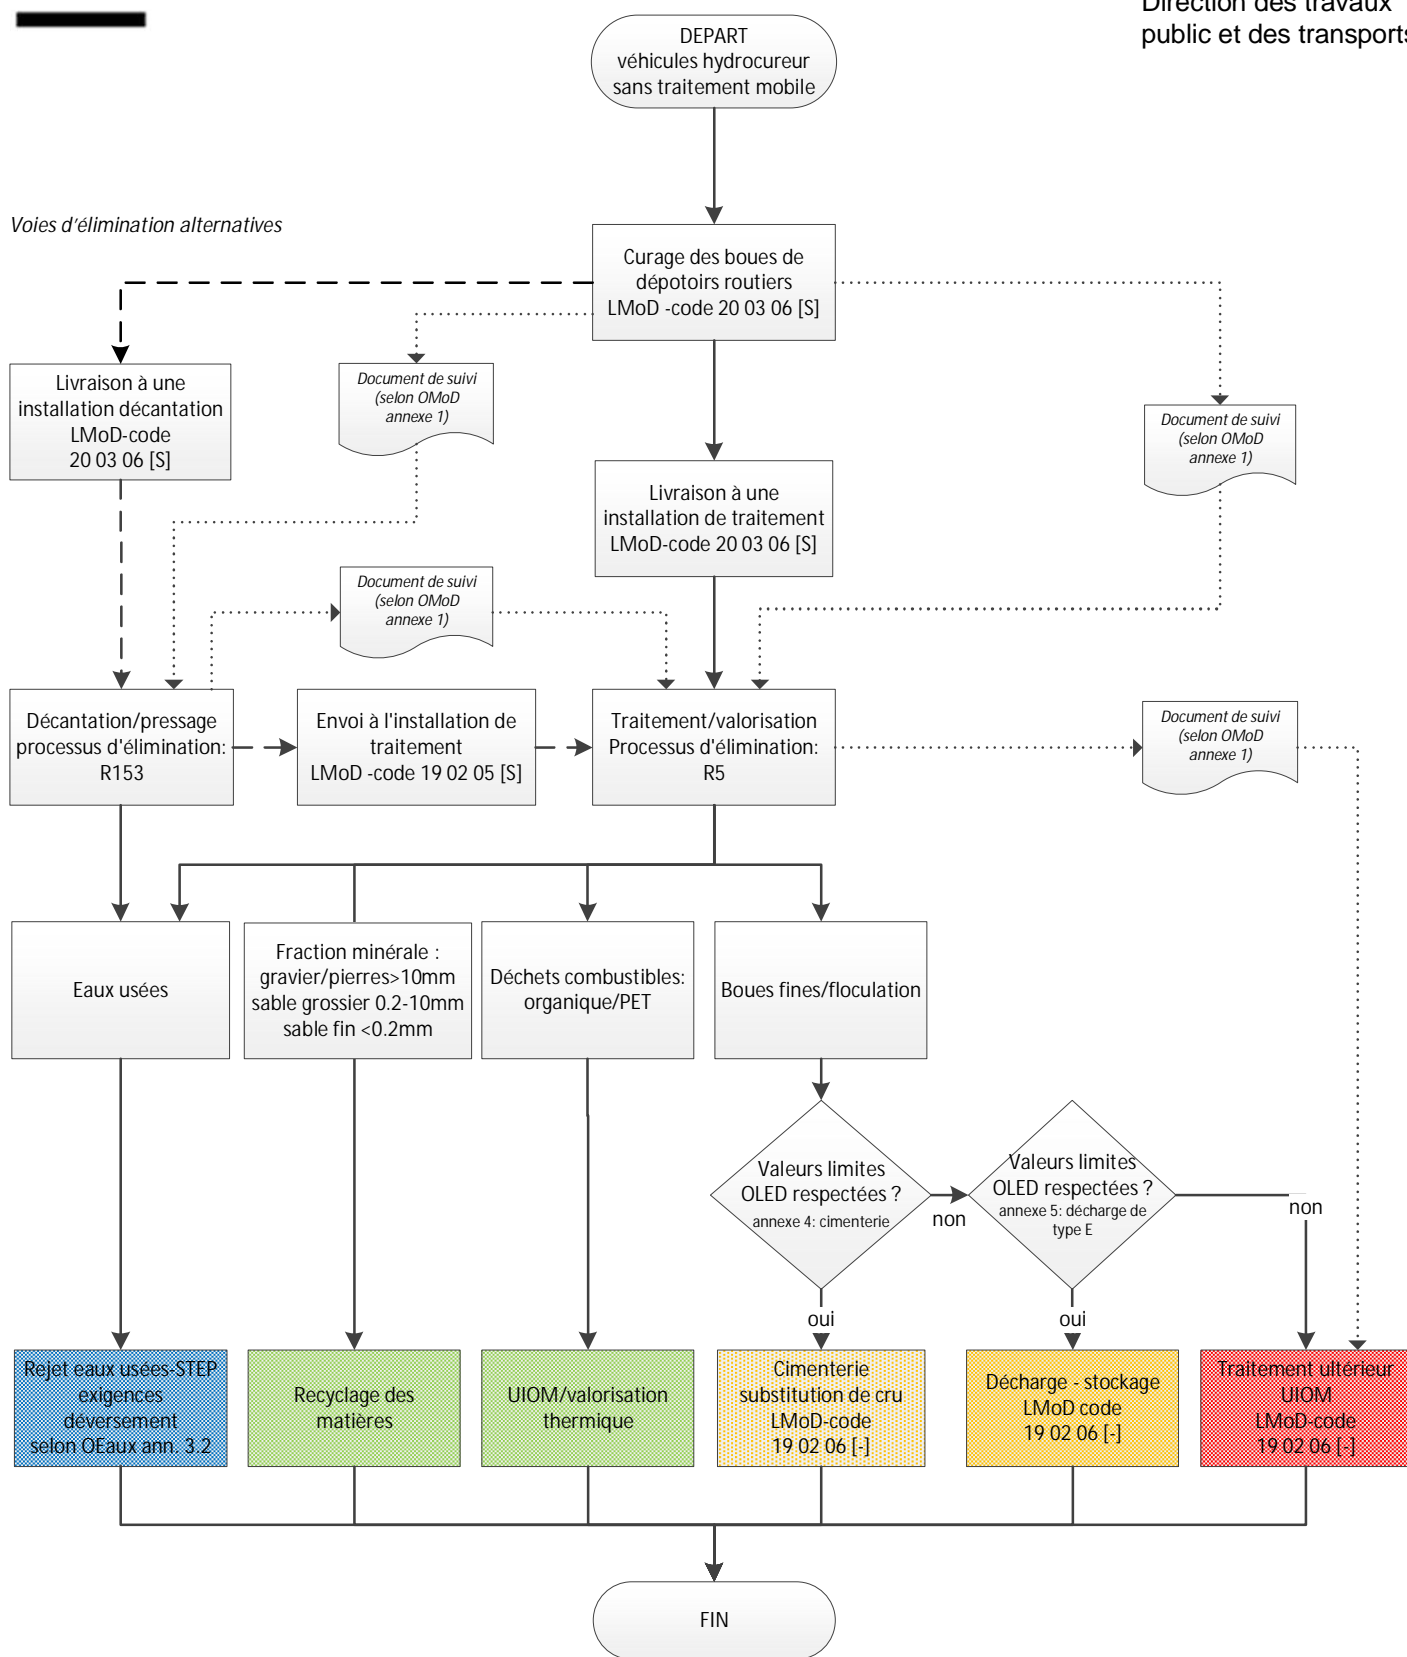 Direction des travaux
public et des transports
DEPART
véhicules hydrocureur
sans traitement mobile
Voies d'élimination alternatives
Curage des boues de
dépotoirs routiers
LMoD -code 20 03 06 [S]
Livraison à une
installation décantation
LMoD-code
20 03 06 [S]
Document de suivi
(selon OMoD
annexe 1)
Document de suivi
(selon OMoD
annexe 1)
Livraison à une
installation de traitement
LMoD-code 20 03 06 [S]
Document de suivi
(selon OMoD
annexe 1)
Décantation/pressage
processus d'élimination:
R153
Envoi à l'installation de
traitement
LMoD -code 19 02 05 [S]
Traitement/valorisation
Processus d'élimination:
R5
Document de suivi
(selon OMoD
annexe 1)
Eaux usées
Fraction minérale :
gravier/pierres>10mm
sable grossier 0.2-10mm
sable fin <0.2mm
Déchets combustibles:
organique/PET
Boues fines/floculation
Valeurs limites
OLED respectées ?
annexe 4: cimenterie
non
Valeurs limites
OLED respectées ?
annexe 5: décharge de
type E
non
oui
oui
Rejet eaux usées-STEP
exigences
déversement
selon OEaux ann. 3.2
Recyclage des
matières
UIOM/valorisation
thermique
Cimenterie
substitution de cru
LMoD-code
19 02 06 [-]
Décharge - stockage
LMoD code
19 02 06 [-]
Traitement ultérieur
UIOM
LMoD-code
19 02 06 [-]
FIN